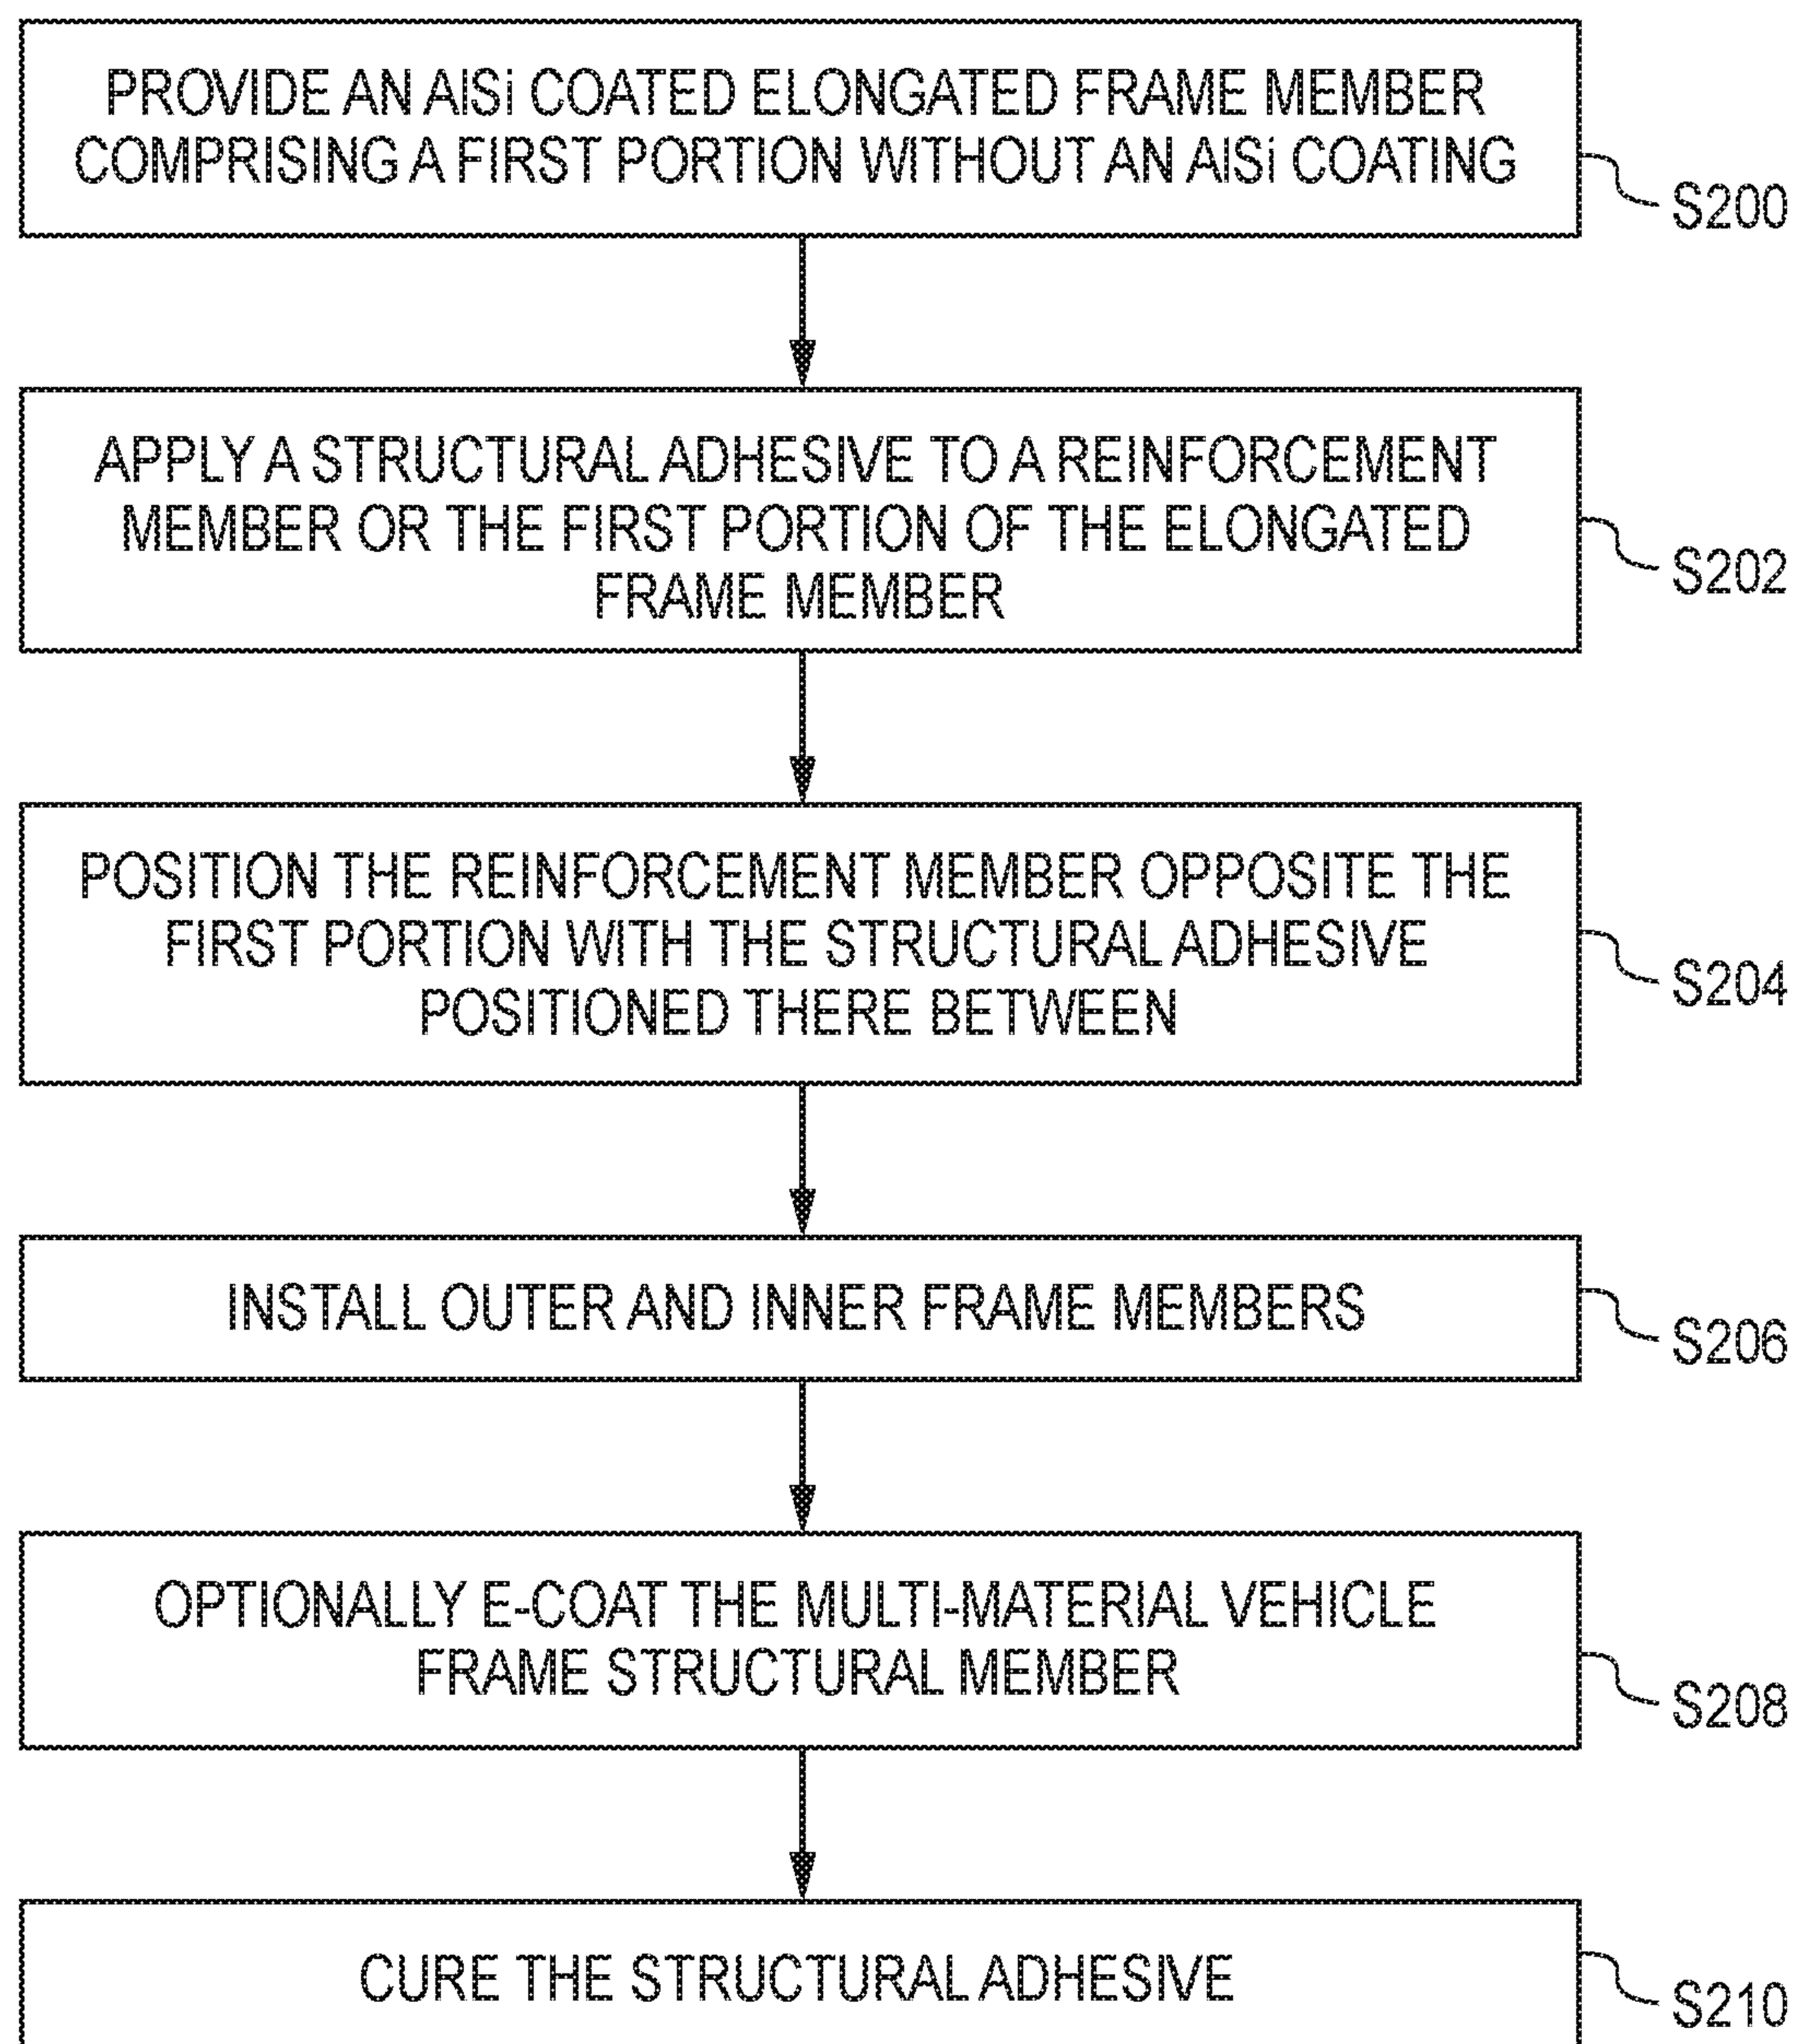 PROVIDE AN AlSi COATED ELONGATED FRAME MEMBER
COMPRISING A FIRST PORTION WITHOUT AN AlSi COATING
S200
APPLY A STRUCTURAL ADHESIVE TO A REINFORCEMENT
MEMBER OR THE FIRST PORTION OF THE ELONGATED
FRAME MEMBER
S202
POSITION THE REINFORCEMENT MEMBER OPPOSITE THE
FIRST PORTION WITH THE STRUCTURAL ADHESIVE
POSITIONED THERE BETWEEN
S204
INSTALL OUTER AND INNER FRAME MEMBERS
S206
OPTIONALLY E-COAT THE MULTI-MATERIAL VEHICLE
FRAME STRUCTURAL MEMBER
S208
CURE THE STRUCTURAL ADHESIVE
S210